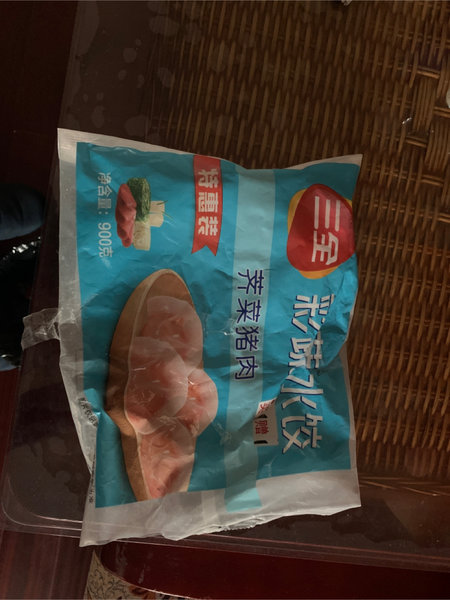 三全
彩蔬水饺
荠菜猪肉
特惠装
净含量：900克
赠